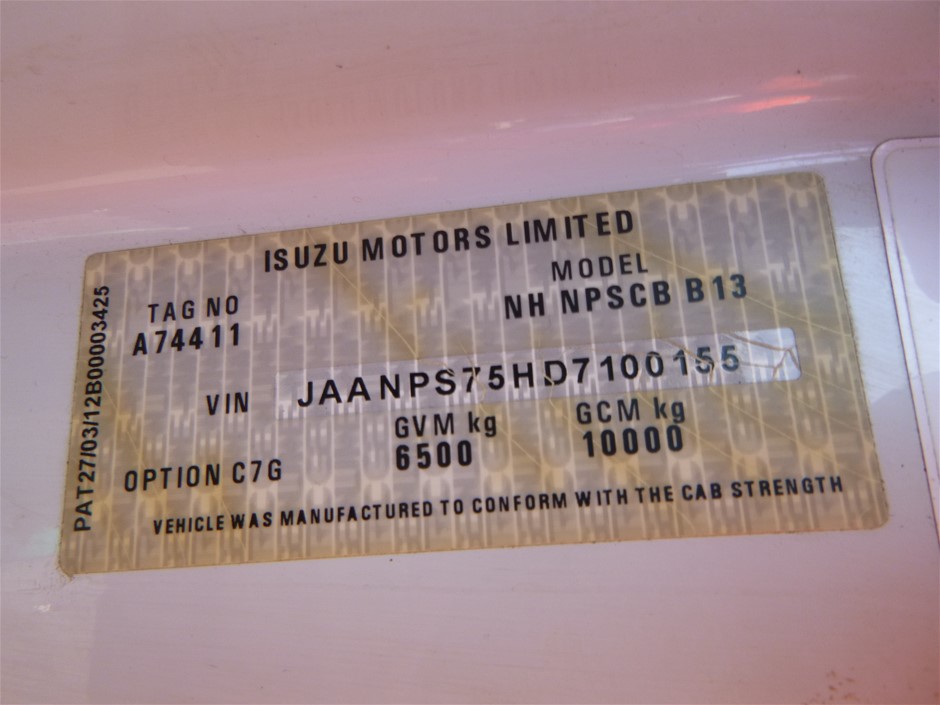 ISUZU MOTORS LIMITED
TAG NO
A74411
MODEL
NH NPSCB B13
VIN
JAANPS75HD7100155
GVM kg
6500
GCM kg
10000
OPTION C7G
VEHICLE WAS MANUFACTURED TO CONFORM WITH THE CAB STRENGTH
PAT27/03/12B00003425